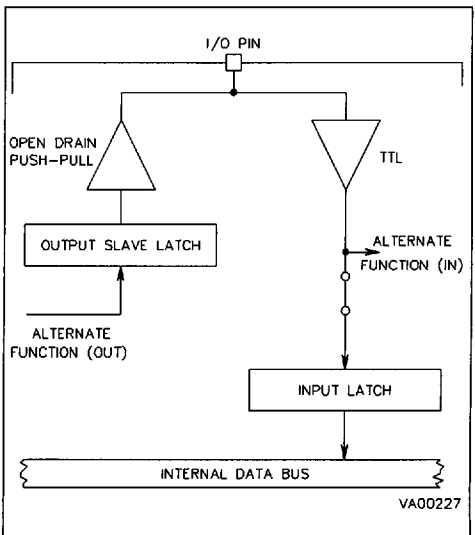 I/O PIN
OPEN DRAIN
PUSH-PULL
TTL
OUTPUT SLAVE LATCH
ALTERNATE
FUNCTION (IN)
ALTERNATE
FUNCTION (OUT)
INPUT LATCH
INTERNAL DATA BUS
VA00227